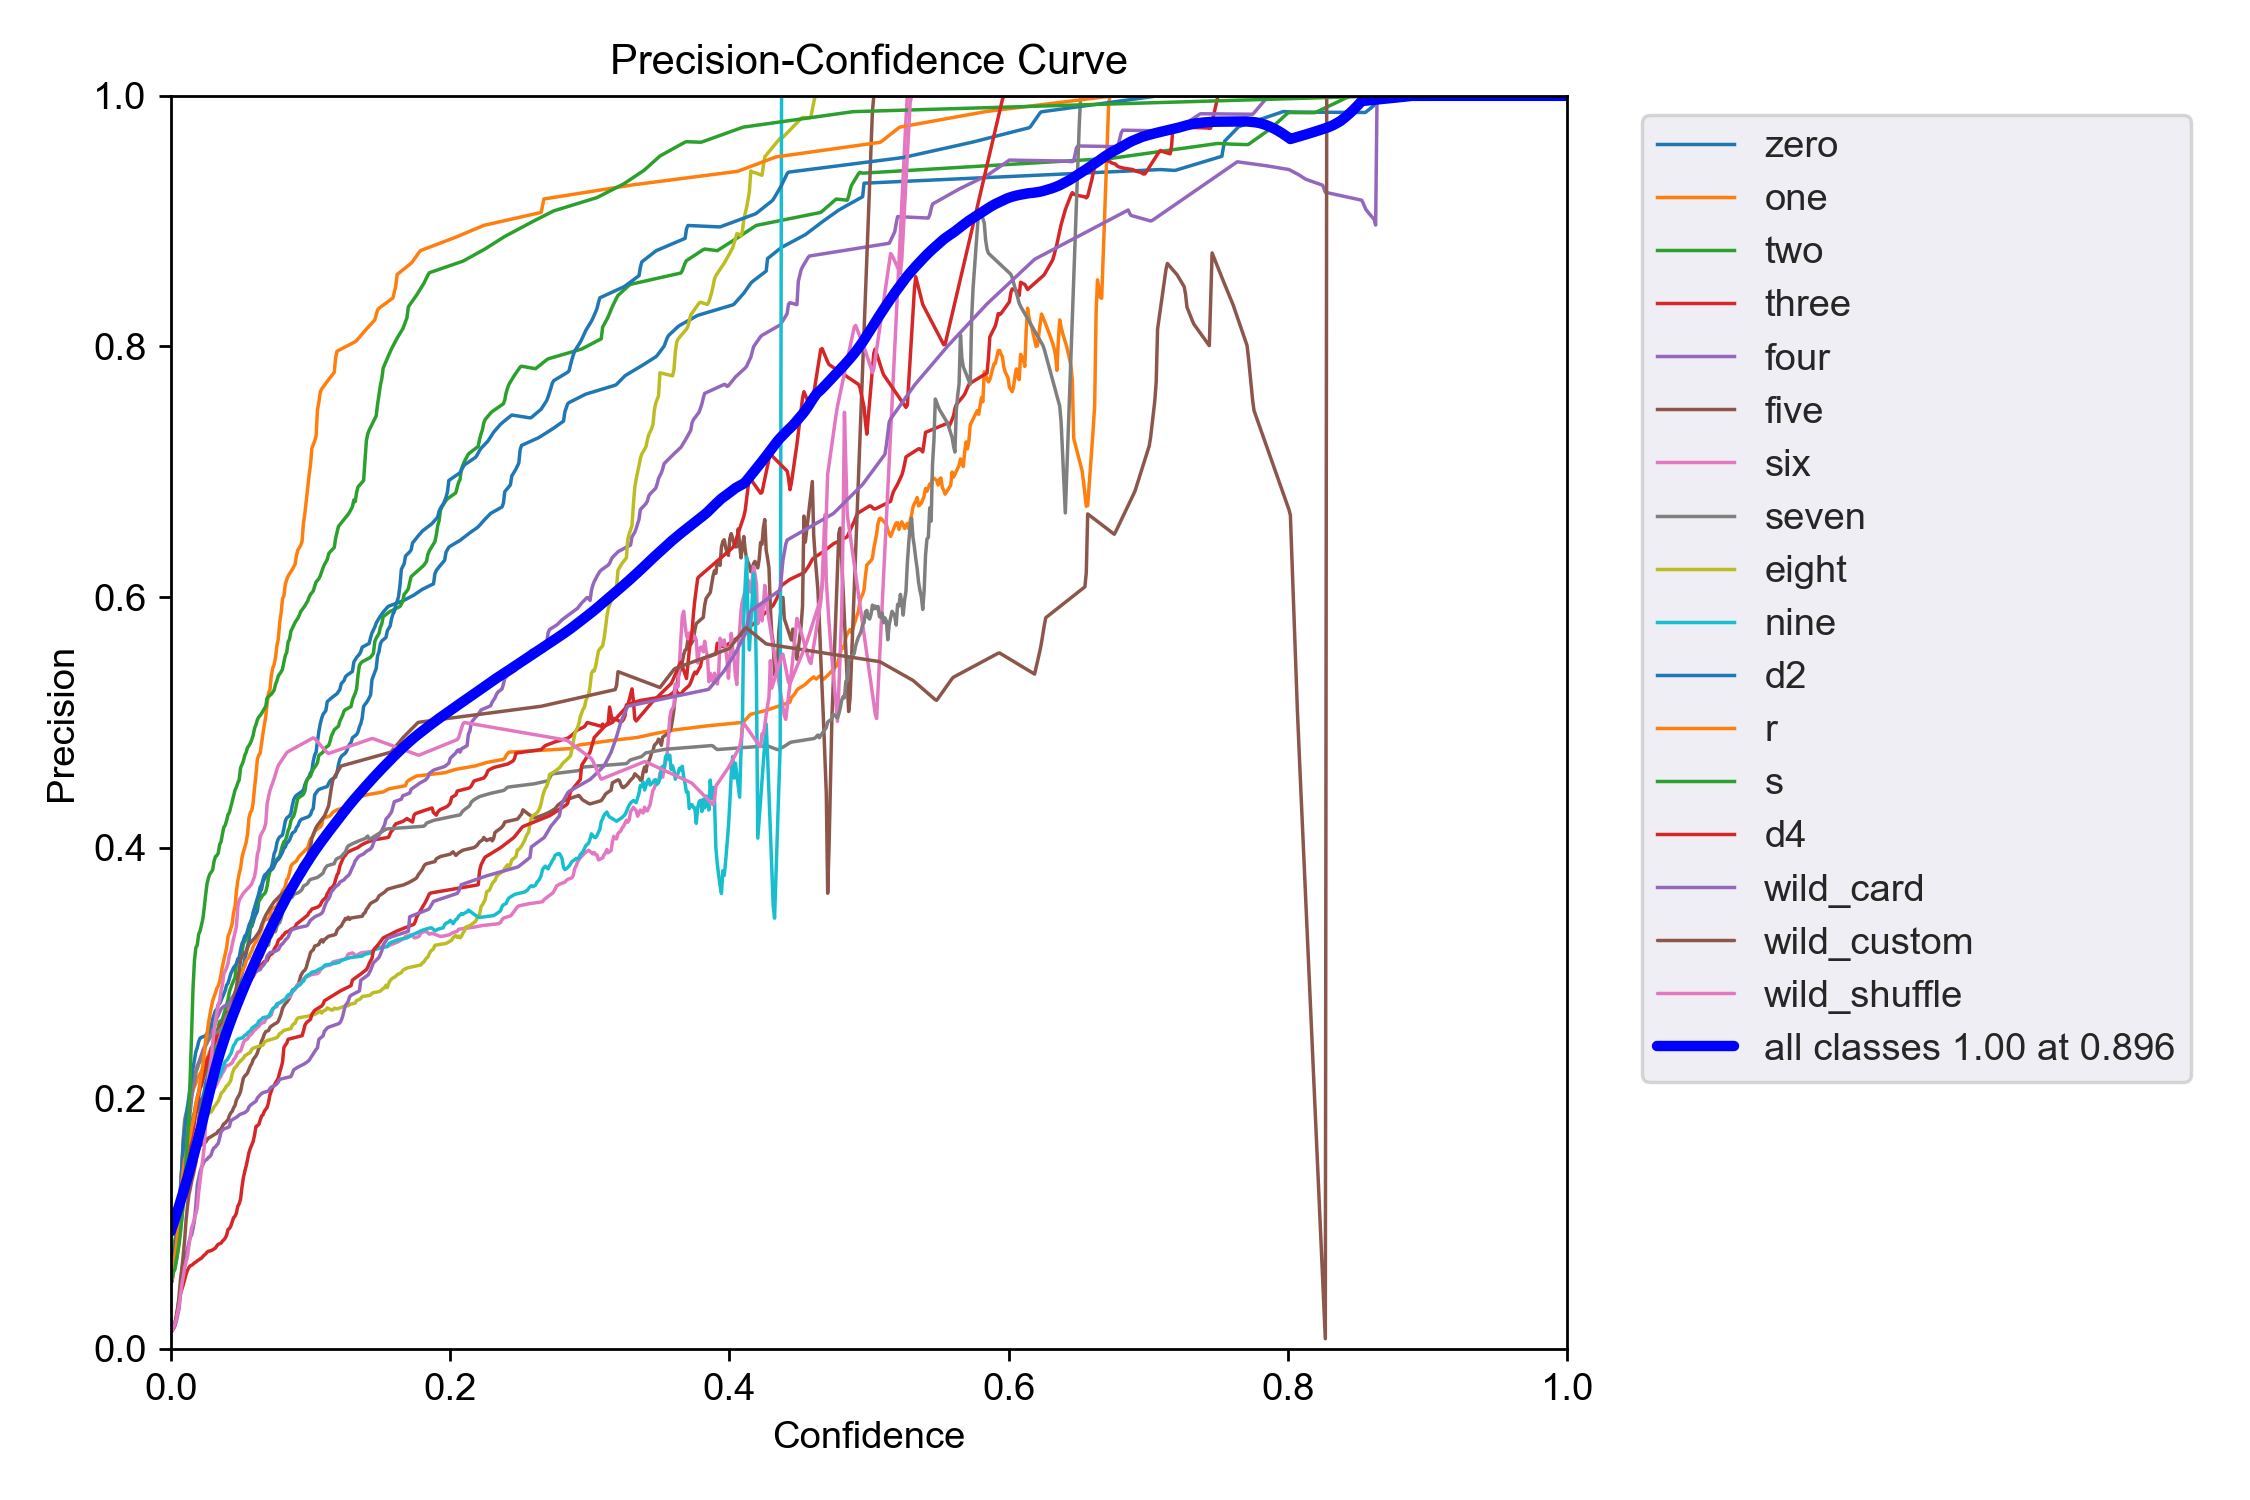 Precision-Confidence Curve
1.0
0.8
0.6
0.4
0.2
0.0
Precision
0.0 0.2 0.4 0.6 0.8 1.0
Confidence
zero
one
two
three
four
five
six
seven
eight
nine
d2
r
s
d4
wild_card
wild_custom
wild_shuffle
all classes 1.00 at 0.896